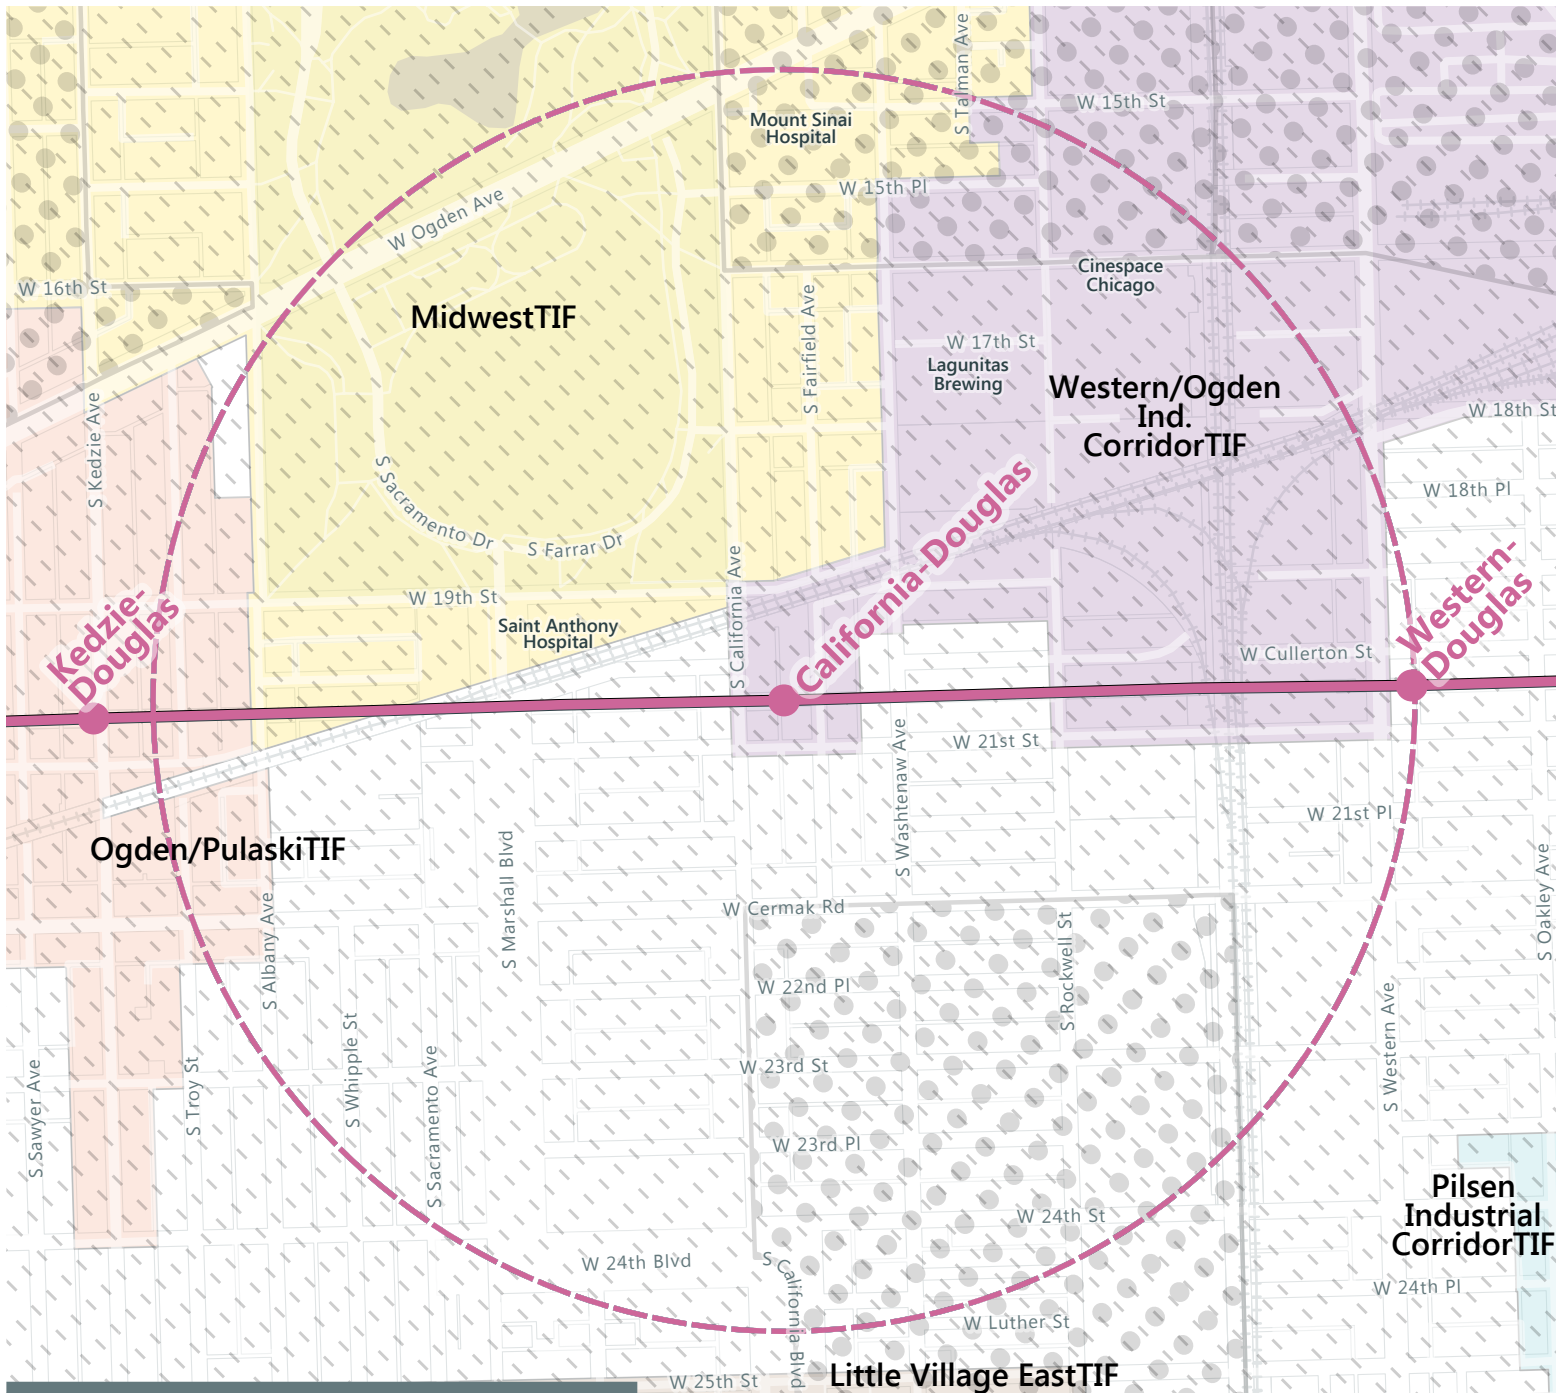 S Talman Ave
W 15th St
Mount Sinai
Hospital
W 15th Pl
W Ogden Ave
W 16th St
Cinespace
Chicago
MidwestTIF
S Fairfield Ave
W 17th St
Lagunitas
Brewing
Western/Ogden
Ind.
CorridorTIF
W 18th St
S Kedzie Ave
W 18th Pl
S Sacramento Dr
S Farrar Dr
California-Douglas
Western-
Douglas
Kedzie-
Douglas
W 19th St
Saint Anthony
Hospital
S California Ave
W Cullerton St
W 21st St
S Washtenaw Ave
W 21st Pl
Ogden/PulaskiTIF
S Marshall Blvd
S Oakley Ave
S Albany Ave
W Cermak Rd
S Rockwell St
W 22nd Pl
S Western Ave
S Whipple St
S Sacramento Ave
W 23rd St
S Troy St
S Sawyer Ave
W 23rd Pl
Pilsen
Industrial
CorridorTIF
W 24th St
W 24th Blvd
S California Blvd
W 24th Pl
W Luther St
Little Village EastTIF
W 25th St